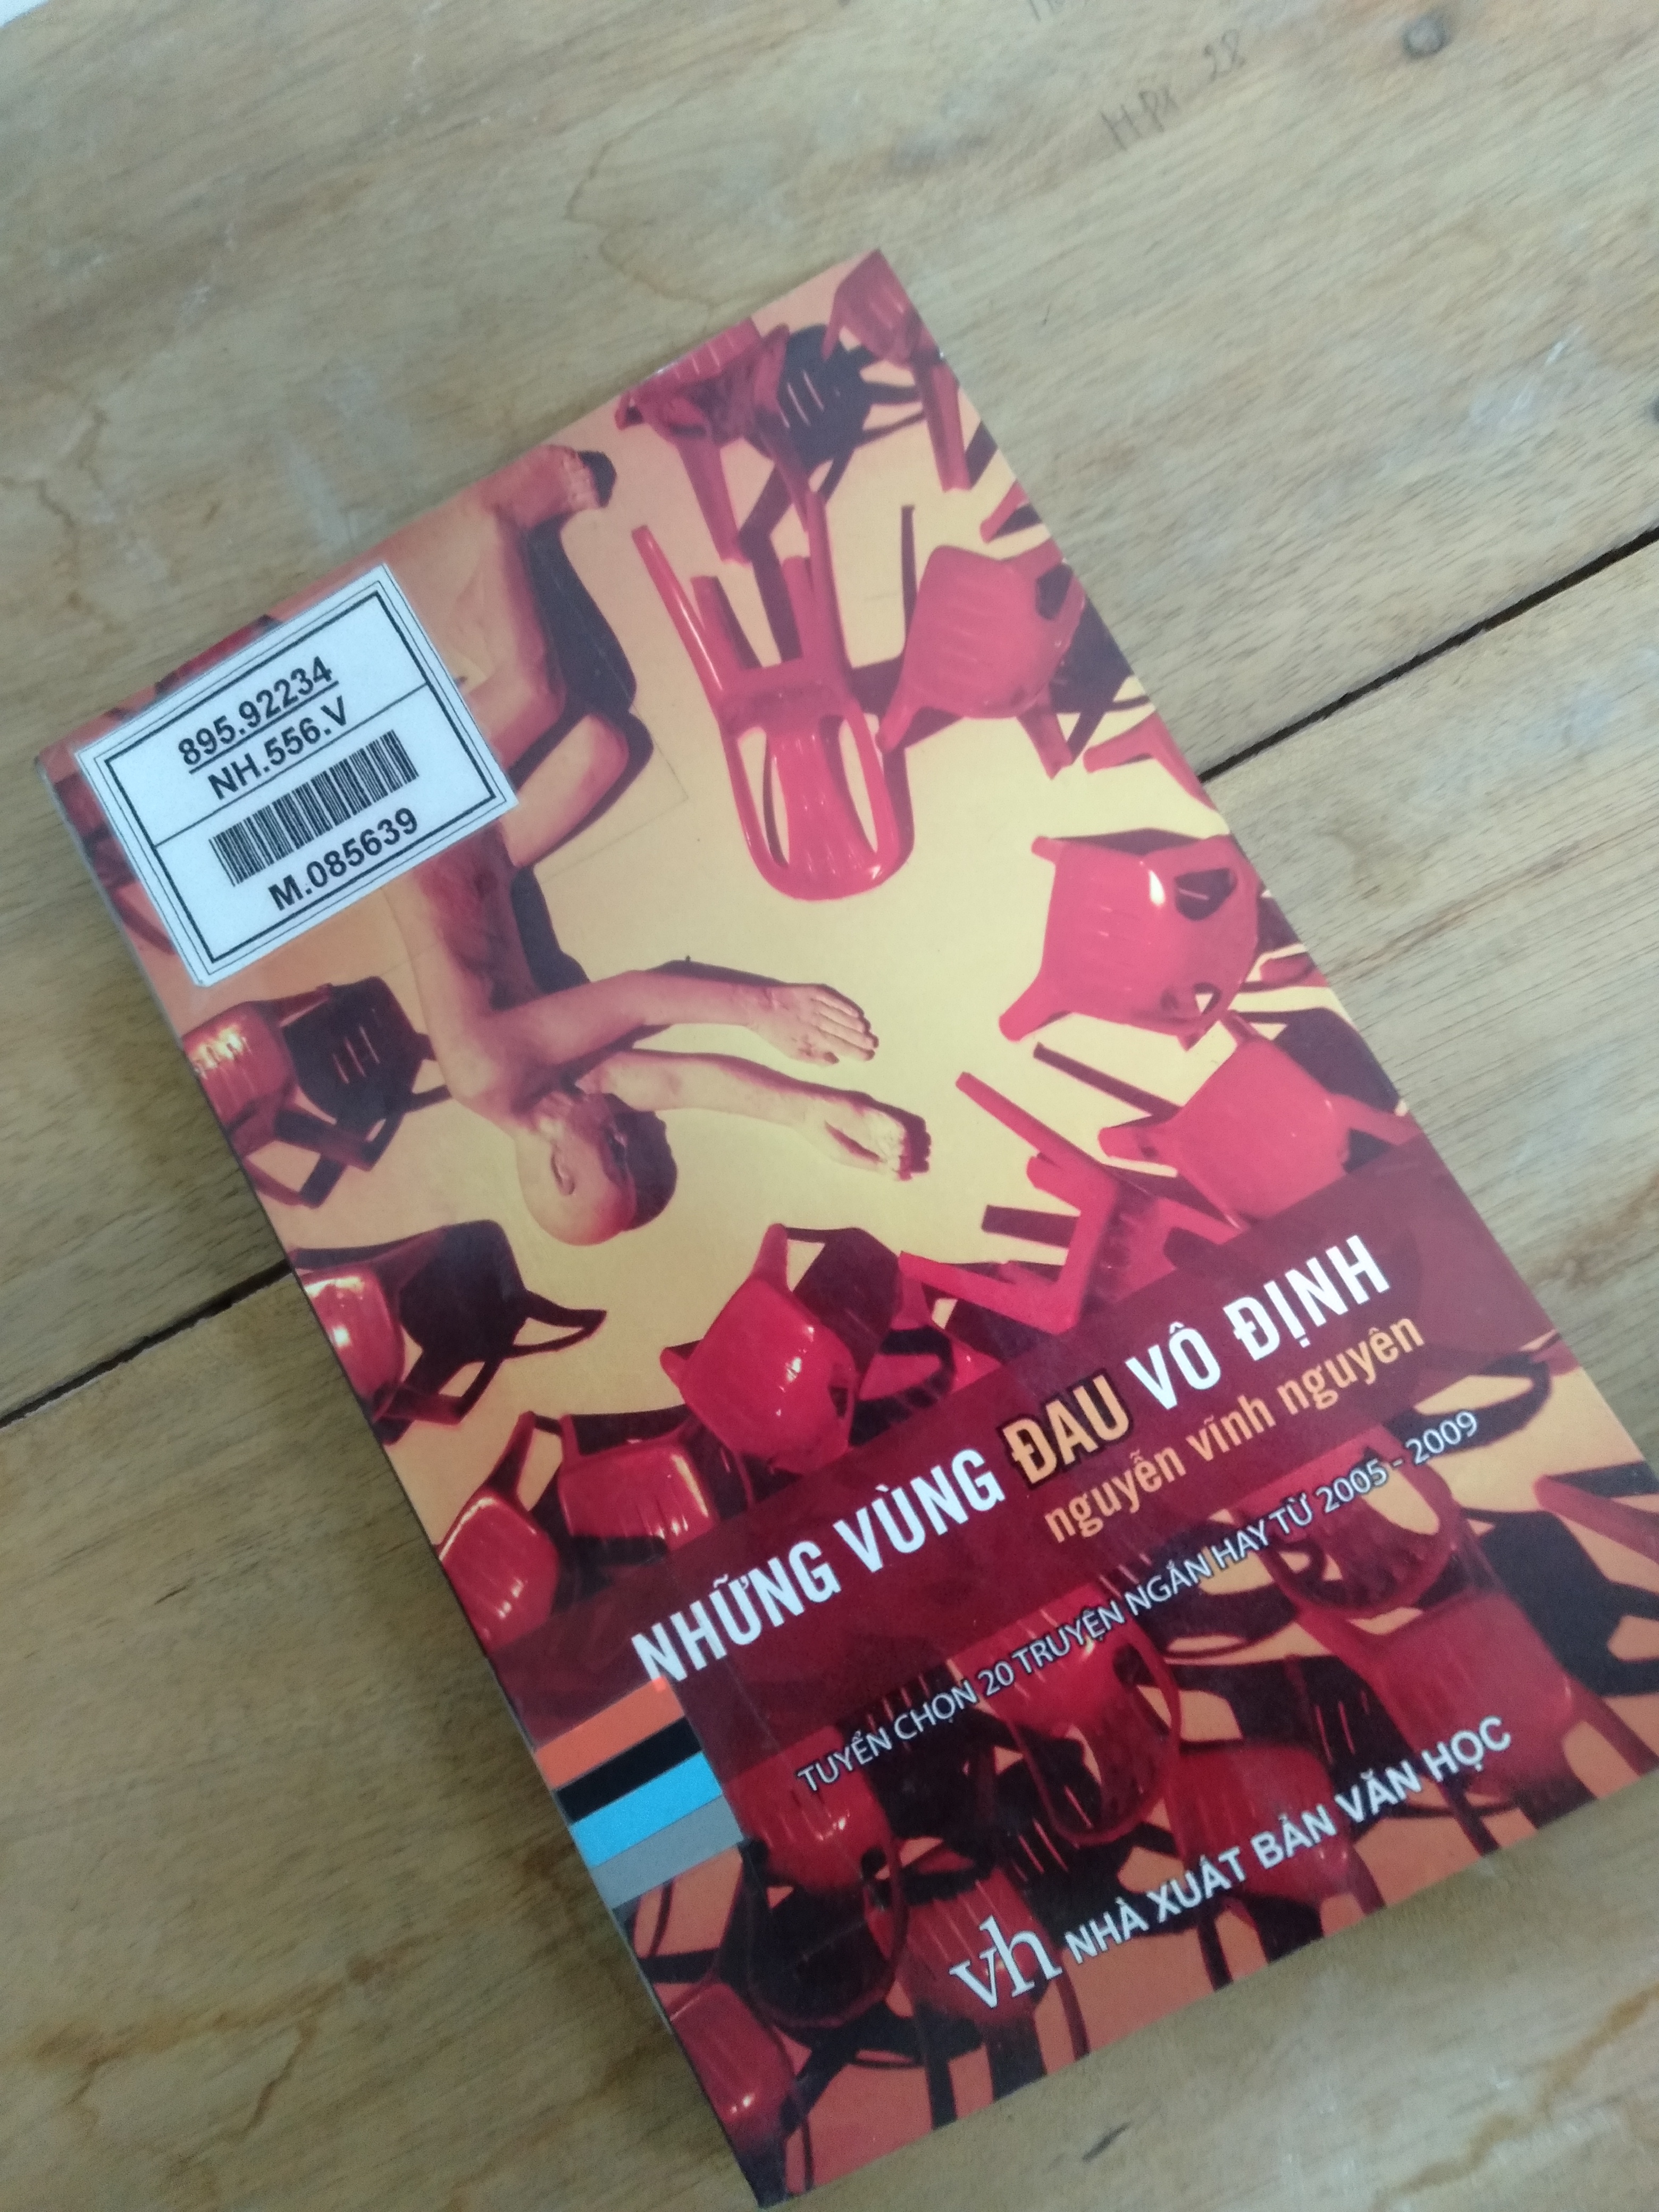 895.92234
NH.556.V
M.085639
NHỮNG VÙNG ĐAU VÔ ĐỊNH
nguyễn vĩnh nguyên
TUYỂN CHỌN 20 TRUYỆN NGẮN HAY TỪ 2005 - 2009
vh NHÀ XUẤT BẢN VĂN HỌC